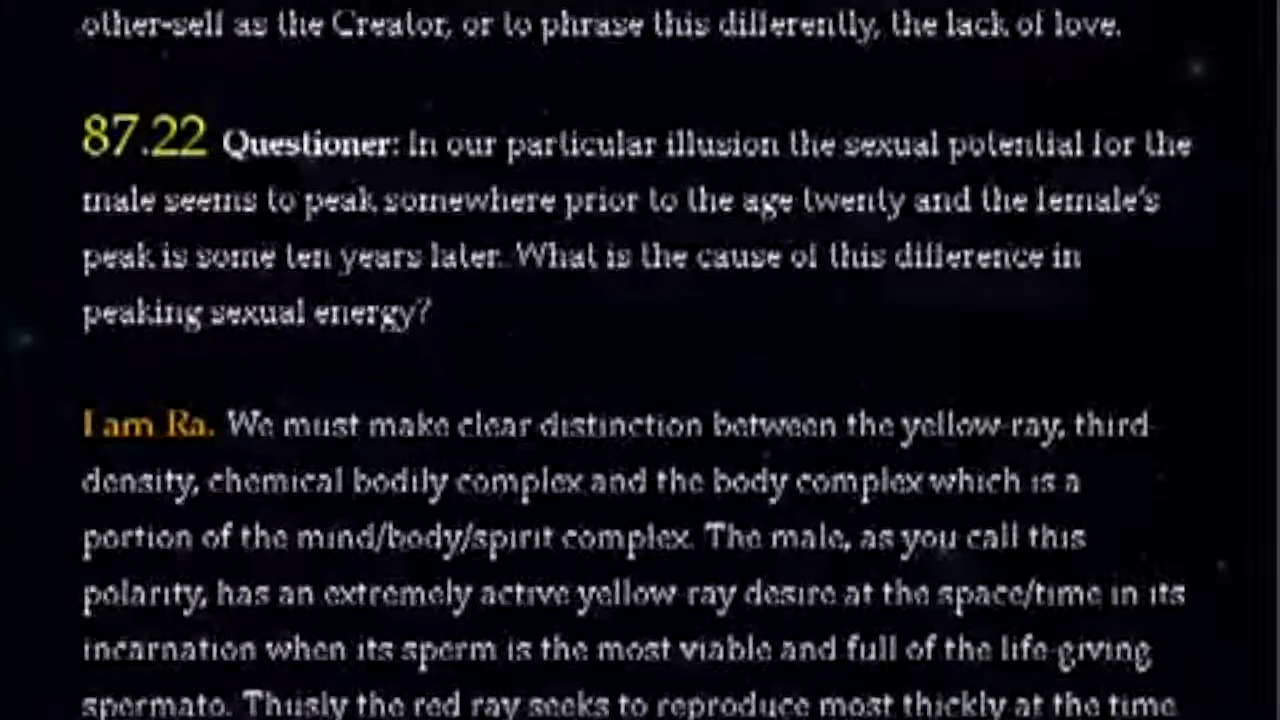 other-self as the Creator, or to phrase this differently, the lack of love.
87.22 Questioner: In our particular illusion the sexual potential for the
male seems to peak somewhere prior to the age twenty and the female's
peak is some ten years later. What is the cause of this difference in
peaking sexual energy?
I am Ra. We must make clear distinction between the yellow-ray, third-
density, chemical bodily complex and the body complex which is a
portion of the mind/body/spirit complex. The male, as you call this
polarity, has an extremely active yellow-ray desire at the space/time in its
incarnation when its sperm is the most viable and full of the life-giving
spermato. Thusly the red ray seeks to reproduce most thickly at the time